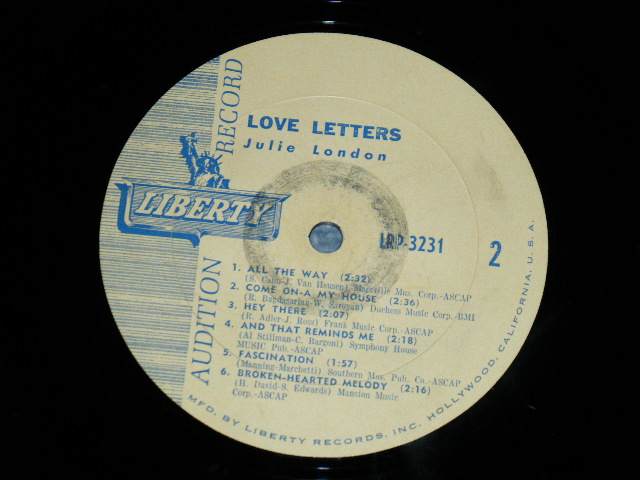 AUDITION RECORD
LIBERTY
LOVE LETTERS
Julie London
LRP-3231
2
1. ALL THE WAY (2:32)
(S. Cahn-J. Van Heusen) Maraville Mus. Corp.-ASCAP
2. COME ON-A MY HOUSE (2:36)
(R. Bardasarian-W. Saroyan) Duchess Music Corp.-BMI
3. HEY THERE (2:07)
(R. Adler-J. Ross) Frank Music Corp.-ASCAP
4. AND THAT REMINDS ME (2:18)
(Al Stillman-C. Bargoni) Symphony House
MUSIC Pub.-ASCAP
5. FASCINATION (1:57)
(Manning-Marchetti) Southern Mus. Pub. Co.-ASCAP
6. BROKEN-HEARTED MELODY (2:16)
(H. David-S. Edwards) Mansion Music
Corp.-ASCAP
MFD. BY LIBERTY RECORDS, INC. HOLLYWOOD, CALIFORNIA, U.S.A.